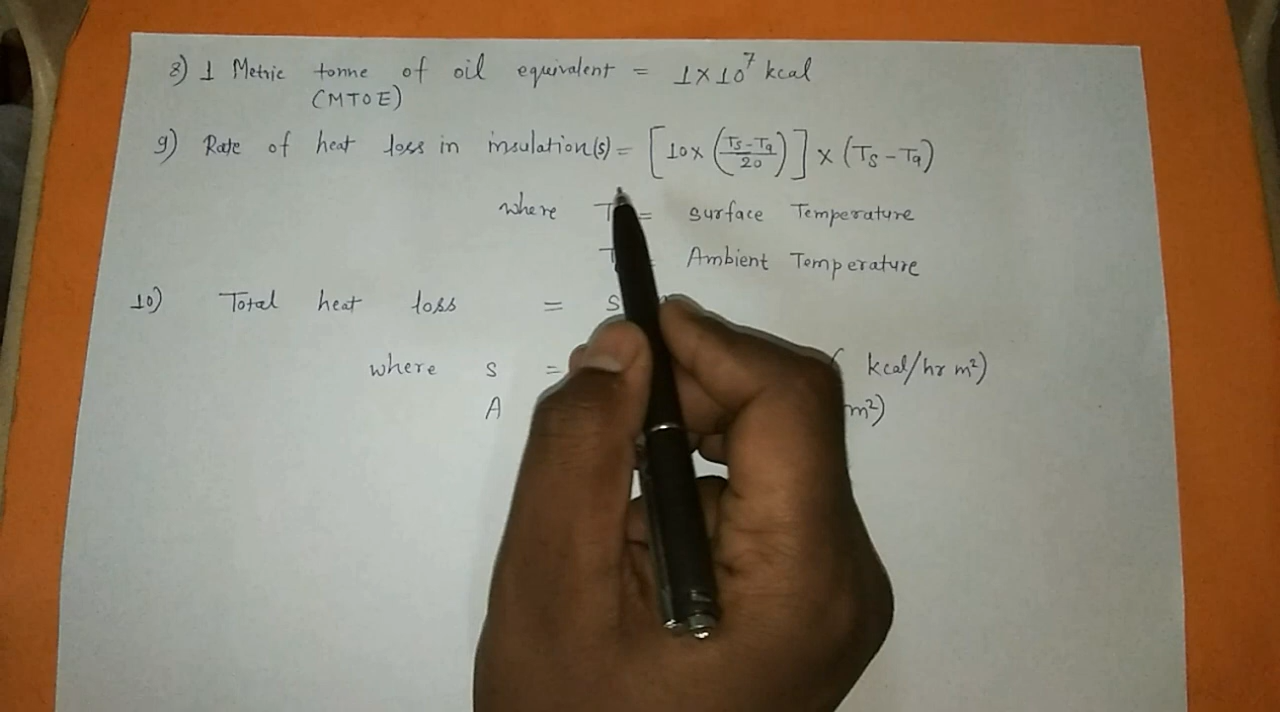 8) 1 Metric tonne of oil equivalent = 1×10⁷ kcal
(MTOE)
9) Rate of heat loss in insulation(s) = [10× (Ts-Ta/20)] × (Ts-Ta)
where T = surface Temperature
T Ambient Temperature
10) Total heat loss = S
where s = ( kcal/hr m²)
A m²)